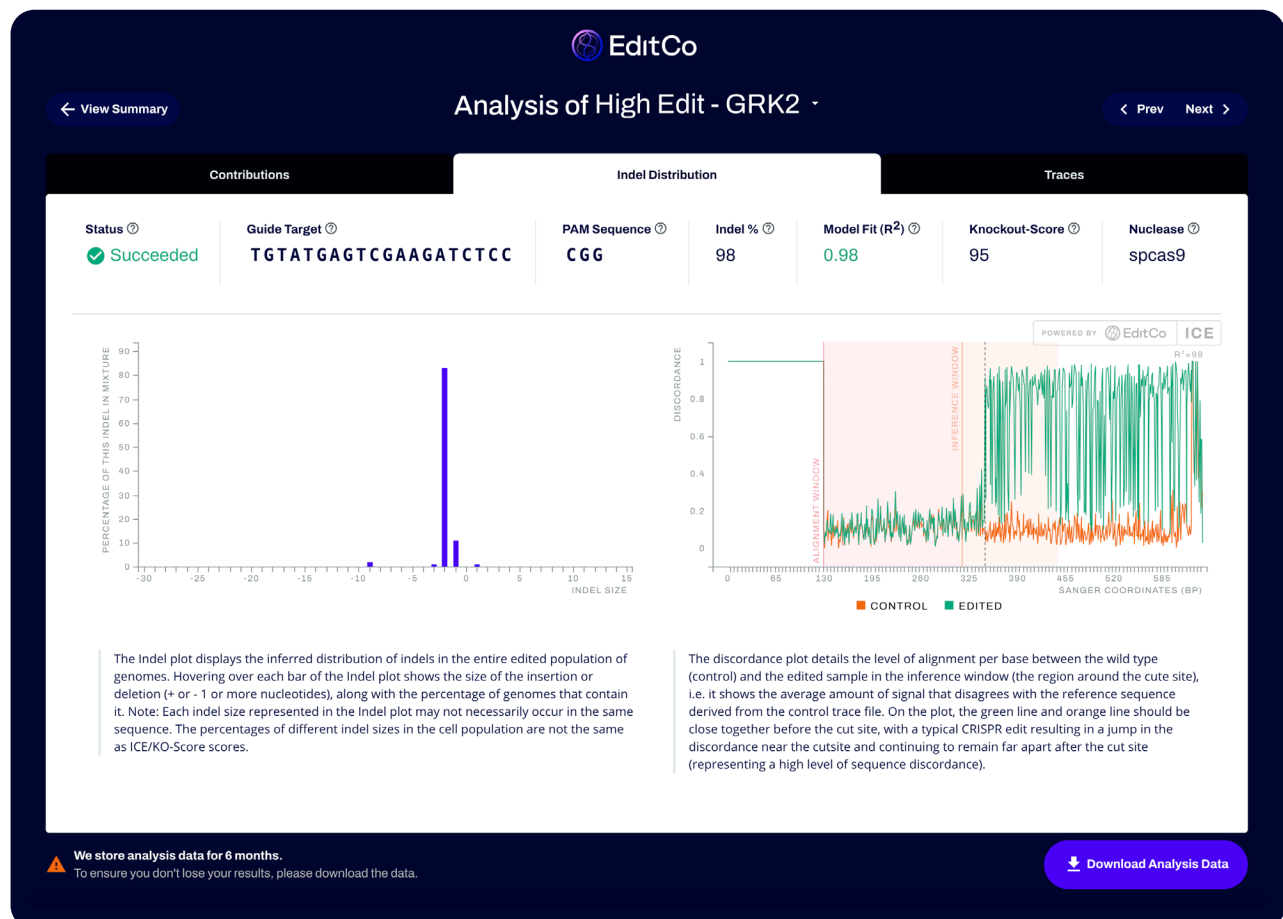 EditCo
View Summary
Analysis of High Edit - GRK2
Prev Next
Contributions
Indel Distribution
Traces
Status
Succeeded
Guide Target
TGTATGAGTCGAAGATCTCC
PAM Sequence
CGG
Indel %
98
Model Fit (R²)
0.98
Knockout-Score
95
Nuclease
spcas9
PERCENTAGE OF THIS INDEL IN MIXTURE
90
80
70
60
50
40
30
20
10
0
-30 -25 -20 -15 -10 -5 0 5 10 15
INDEL SIZE
POWERED BY EditCo ICE
R²=98
DISCORDANCE
1
0.8
0.6
0.4
0.2
0
ALIGNMENT WINDOW
INFERENCE WINDOW
0 65 130 195 260 325 390 455 520 585
SANGER COORDINATES (BP)
CONTROL EDITED
The Indel plot displays the inferred distribution of indels in the entire edited population of
genomes. Hovering over each bar of the Indel plot shows the size of the insertion or
deletion (+ or - 1 or more nucleotides), along with the percentage of genomes that contain
it. Note: Each indel size represented in the Indel plot may not necessarily occur in the same
sequence. The percentages of different indel sizes in the cell population are not the same
as ICE/KO-Score scores.
The discordance plot details the level of alignment per base between the wild type
(control) and the edited sample in the inference window (the region around the cute site),
i.e. it shows the average amount of signal that disagrees with the reference sequence
derived from the control trace file. On the plot, the green line and orange line should be
close together before the cut site, with a typical CRISPR edit resulting in a jump in the
discordance near the cutsite and continuing to remain far apart after the cut site
(representing a high level of sequence discordance).
We store analysis data for 6 months.
To ensure you don't lose your results, please download the data.
Download Analysis Data